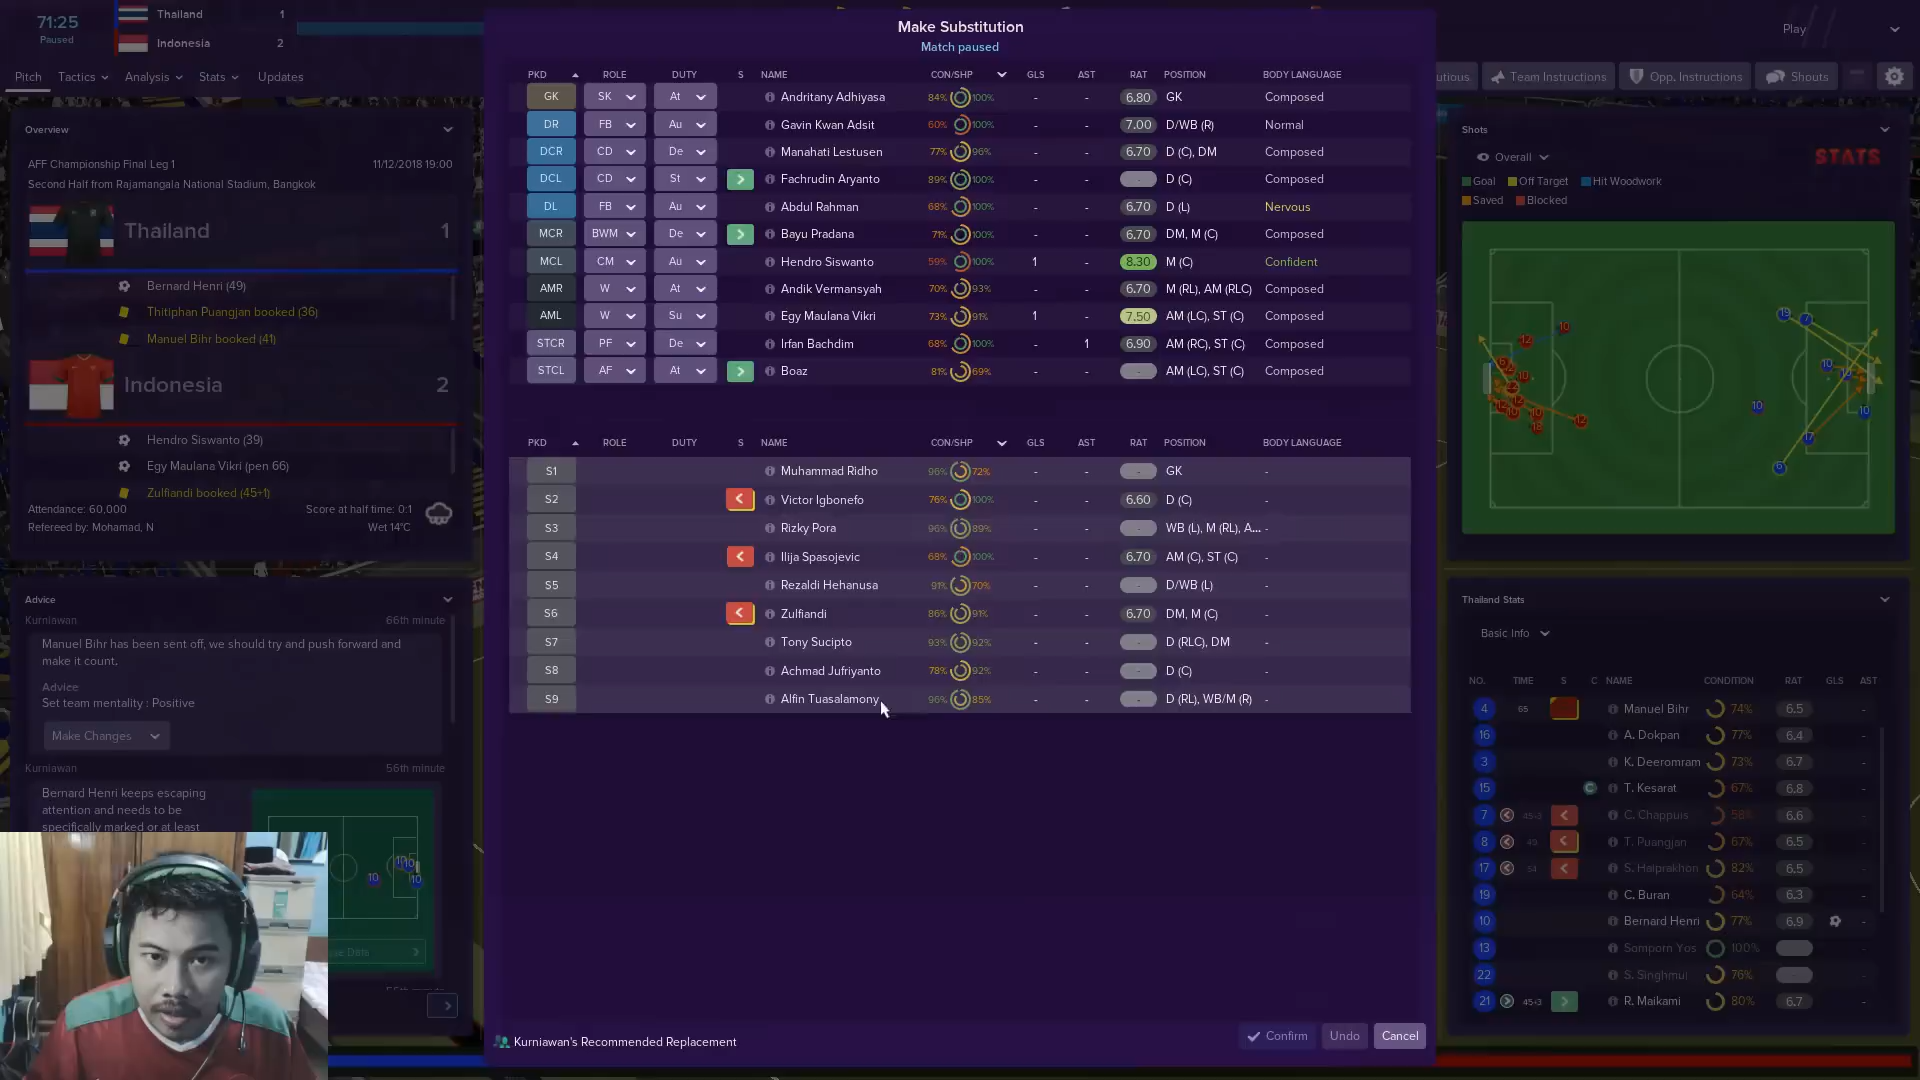 71:25
Paused
Thailand 1
Indonesia 2
Pitch Tactics Analysis Stats Updates
Play
Make Substitution
Match paused
Team Instructions Opp. Instructions Shouts
Overview
AFF Championship Final Leg 1 11/12/2018 19:00
Second Half from Rajamangala National Stadium, Bangkok
Thailand 1
Bernard Henri (49)
Thitiphan Puangjan booked (36)
Manuel Bihr booked (41)
Indonesia 2
Hendro Siswanto (39)
Egy Maulana Vikri (pen 66)
Zulfiandi booked (45+1)
Attendance: 60,000 Score at half time: 0:1
Refereed by: Mohamad, N Wet 14°C
Advice
Kurniawan 66th minute
Manuel Bihr has been sent off, we should try and push forward and
make it count.
Advice
Set team mentality : Positive
Make Changes
Kurniawan 56th minute
Bernard Henri keeps escaping
attention and needs to be
specifically marked or at least
PKD ROLE DUTY S NAME CON/SHP GLS AST RAT POSITION BODY LANGUAGE
GK SK At Andritany Adhiyasa 84% 100% - - 6.80 GK Composed
DR FB Au Gavin Kwan Adsit 60% 100% - - 7.00 D/WB (R) Normal
DCR CD De Manahati Lestusen 77% 96% - - 6.70 D (C), DM Composed
DCL CD St Fachrudin Aryanto 89% 100% - - - D (C) Composed
DL FB Au Abdul Rahman 68% 100% - - 6.70 D (L) Nervous
MCR BWM De Bayu Pradana 71% 100% - - 6.70 DM, M (C) Composed
MCL CM Au Hendro Siswanto 59% 100% 1 - 8.30 M (C) Confident
AMR W At Andik Vermansyah 70% 93% - - 6.70 M (RL), AM (RLC) Composed
AML W Su Egy Maulana Vikri 73% 91% 1 - 7.50 AM (LC), ST (C) Composed
STCR PF De Irfan Bachdim 68% 100% - 1 6.90 AM (RC), ST (C) Composed
STCL AF At Boaz 81% 69% - - - AM (LC), ST (C) Composed
PKD ROLE DUTY S NAME CON/SHP GLS AST RAT POSITION BODY LANGUAGE
S1 Muhammad Ridho 96% 72% - - - GK -
S2 Victor Igbonefo 76% 100% - - 6.60 D (C) -
S3 Rizky Pora 96% 89% - - - WB (L), M (RL), A... -
S4 Ilija Spasojevic 68% 100% - - 6.70 AM (C), ST (C) -
S5 Rezaldi Hehanusa 91% 70% - - - D/WB (L) -
S6 Zulfiandi 86% 91% - - 6.70 DM, M (C) -
S7 Tony Sucipto 93% 92% - - - D (RLC), DM -
S8 Achmad Jufriyanto 78% 92% - - - D (C) -
S9 Alfin Tuasalamony 96% 85% - - - D (RL), WB/M (R) -
Kurniawan's Recommended Replacement
Confirm Undo Cancel
Shots
Overall STATS
Goal Off Target Hit Woodwork
Saved Blocked
Thailand Stats
Basic Info
NO. TIME S C NAME CONDITION RAT GLS AST
4 65 Manuel Bihr 74% 6.5 -
16 A. Dokpan 77% 6.4 -
3 K. Deeromram 73% 6.7 -
15 C T. Kesarat 67% 6.8 -
7 45+3 C. Chappuis 58% 6.6 -
8 49 T. Puangjan 67% 6.5 -
17 54 S. Haiprakhon 82% 6.5 -
19 C. Buran 64% 6.3 -
10 Bernard Henri 77% 6.9 -
13 Somporn Yos 100% -
22 S. Singhmui 76% - -
21 45+3 R. Maikami 80% 6.7 -